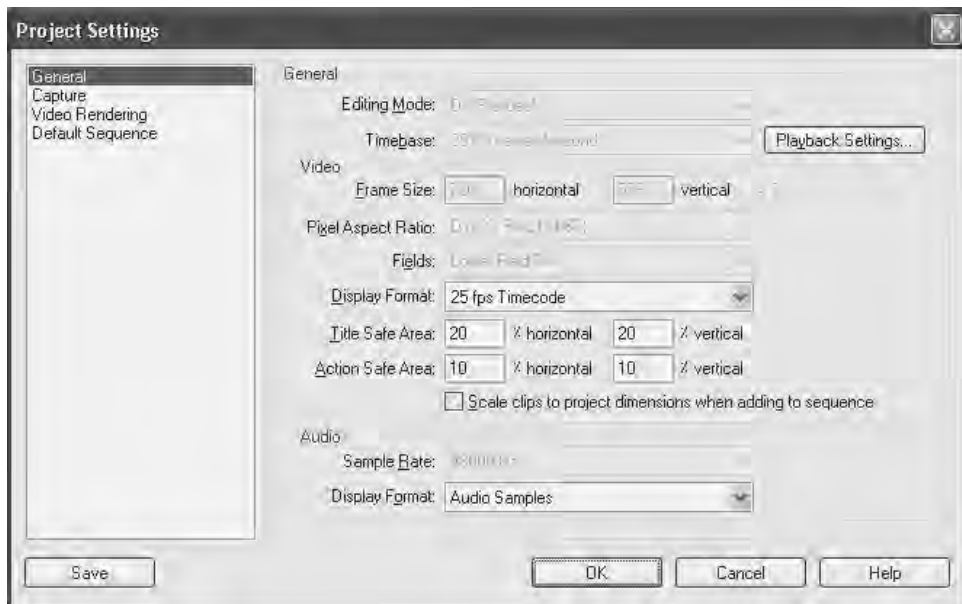 Project Settings
General
Capture
Video Rendering
Default Sequence
General
Editing Mode:
Timebase: Playback Settings...
Video
Frame Size: horizontal vertical
Pixel Aspect Ratio:
Fields:
Display Format: 25 fps Timecode
Title Safe Area: 20 % horizontal 20 % vertical
Action Safe Area: 10 % horizontal 10 % vertical
Scale clips to project dimensions when adding to sequence
Audio
Sample Rate:
Display Format: Audio Samples
Save OK Cancel Help